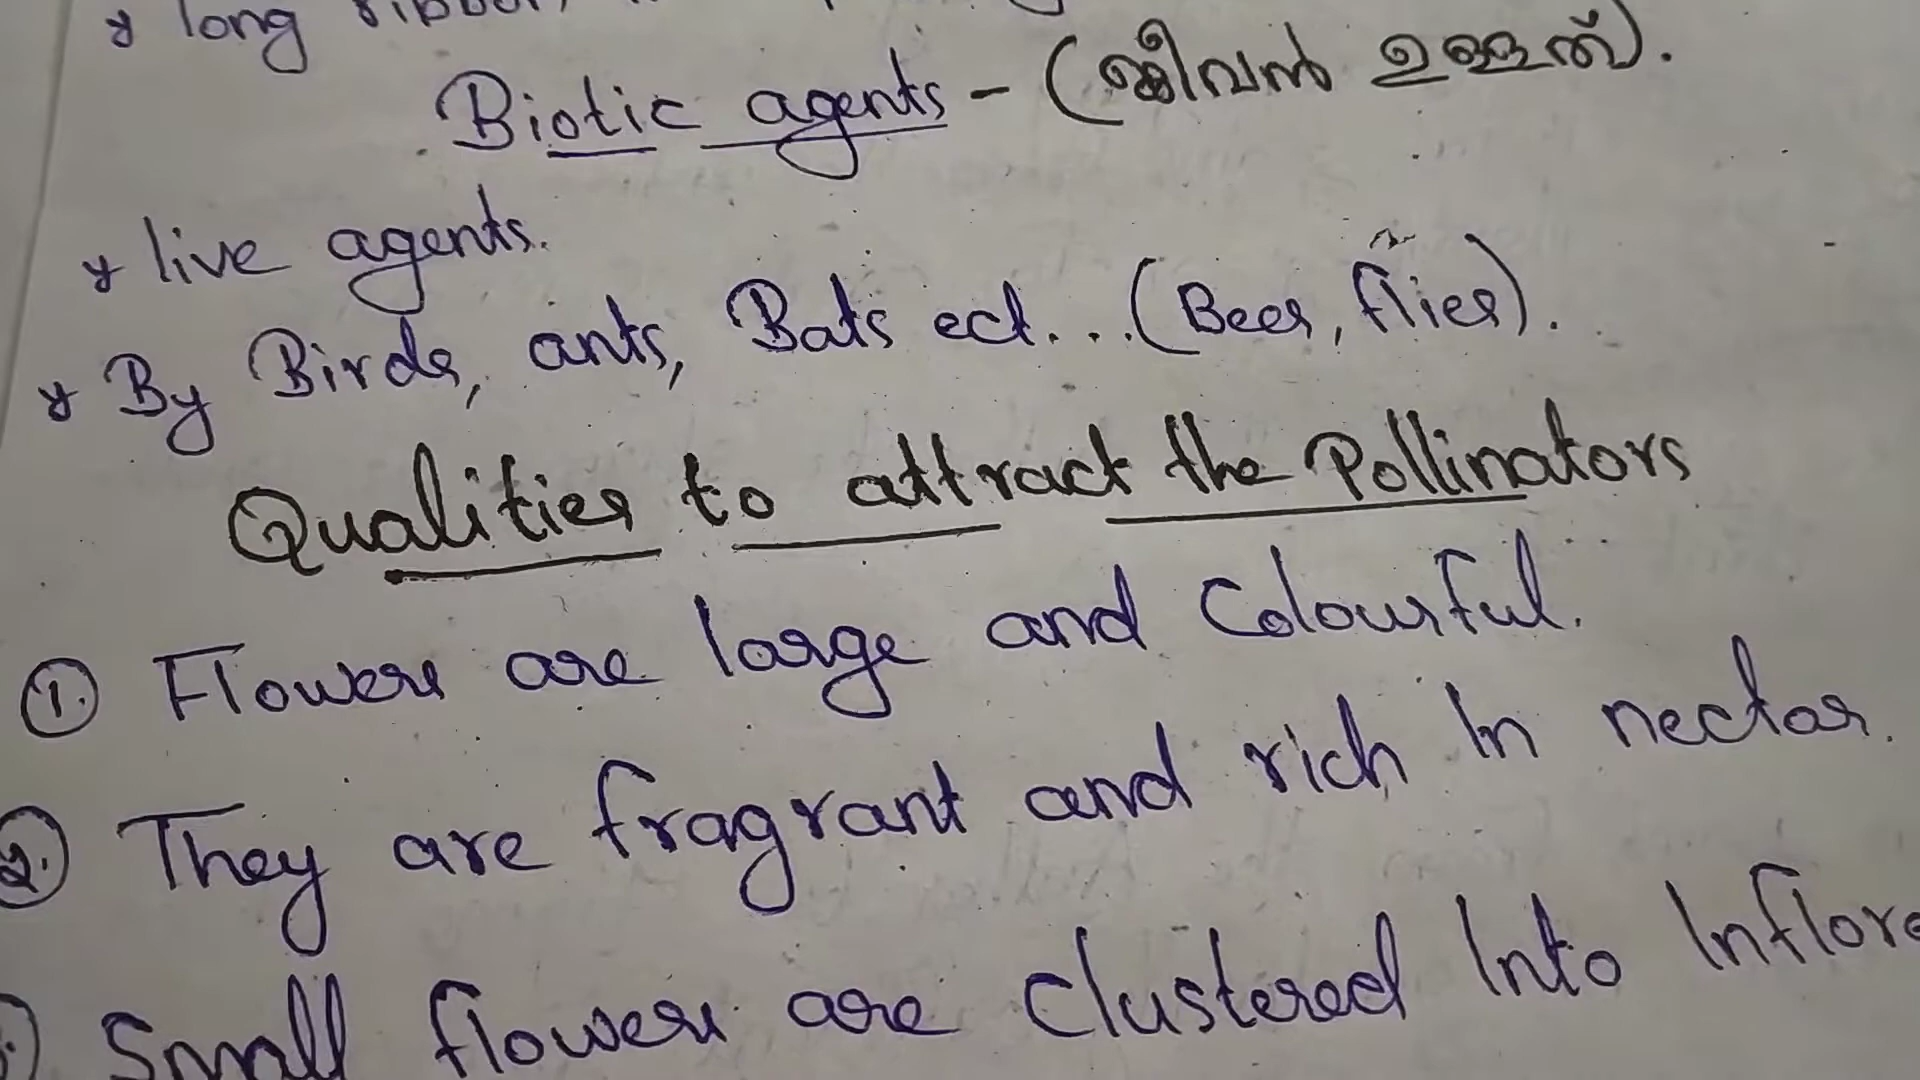 * long
Biotic agents - (ജീവൻ ഉള്ളത്).
* live agents.
* By Birds, ants, Bats ect...(Bees, flies).
Qualities to attract the Pollinators
1. Flowers are large and Colourful.
2. They are fragrant and rich In nectar.
Small flowers are Clustered Into Inflore